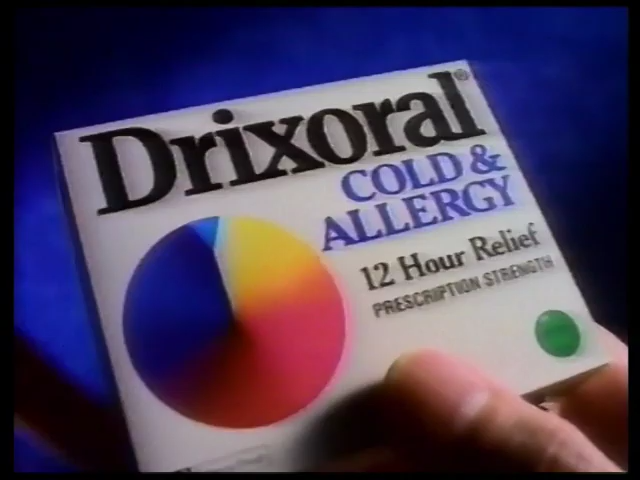 Drixoral®
COLD &
ALLERGY
12 Hour Relief
PRESCRIPTION STRENGTH